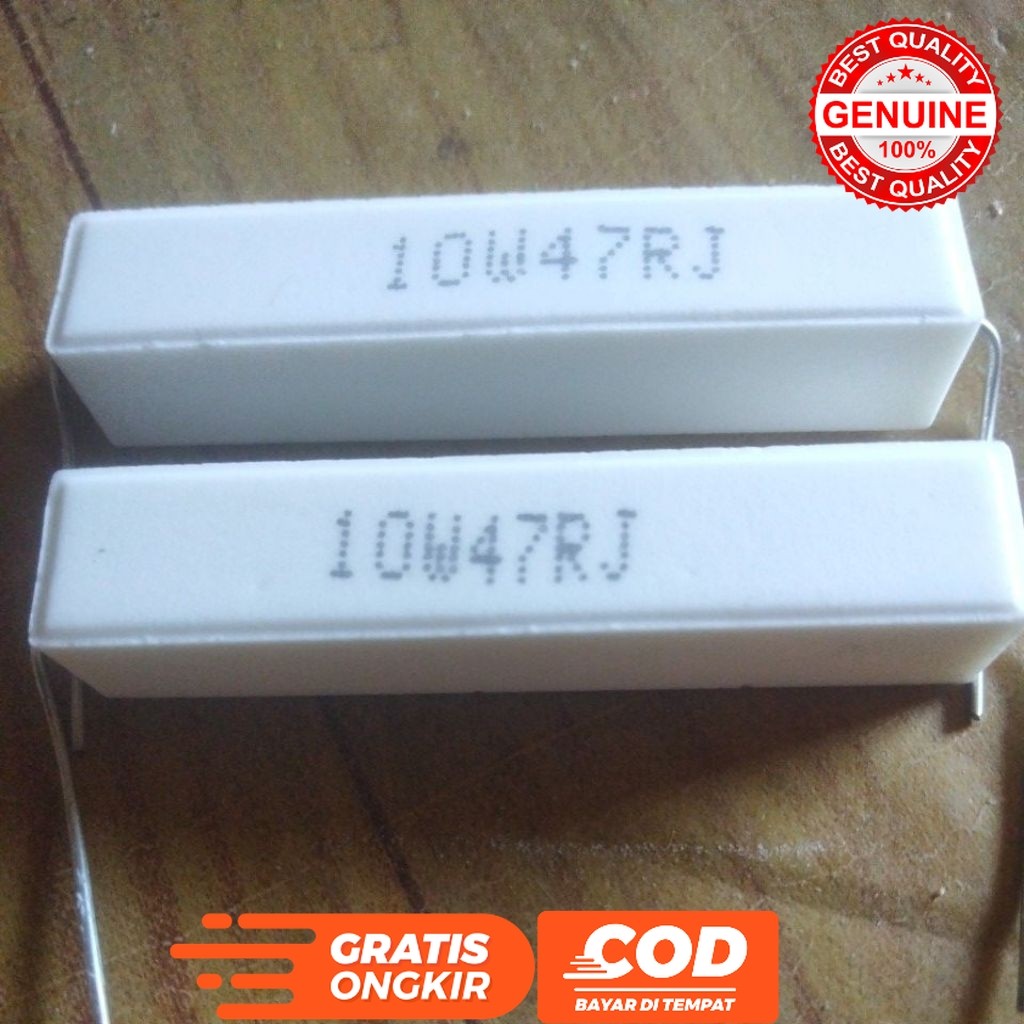 BEST QUALITY
GENUINE
100%
BEST QUALITY
10W47RJ
10W47RJ
GRATIS
ONGKIR
COD
BAYAR DI TEMPAT